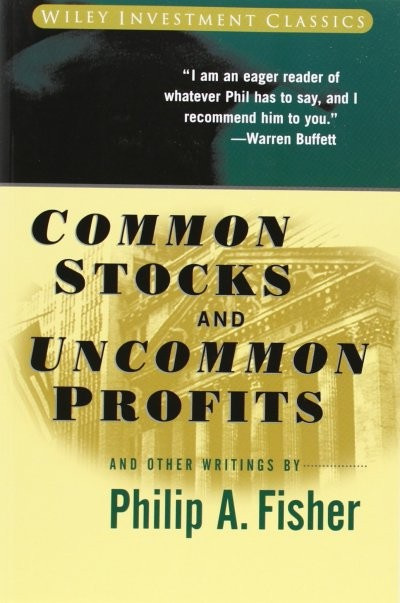 WILEY INVESTMENT CLASSICS
“I am an eager reader of
whatever Phil has to say, and I
recommend him to you.”
—Warren Buffett
COMMON
STOCKS
AND
UNCOMMON
PROFITS
AND OTHER WRITINGS BY
Philip A. Fisher